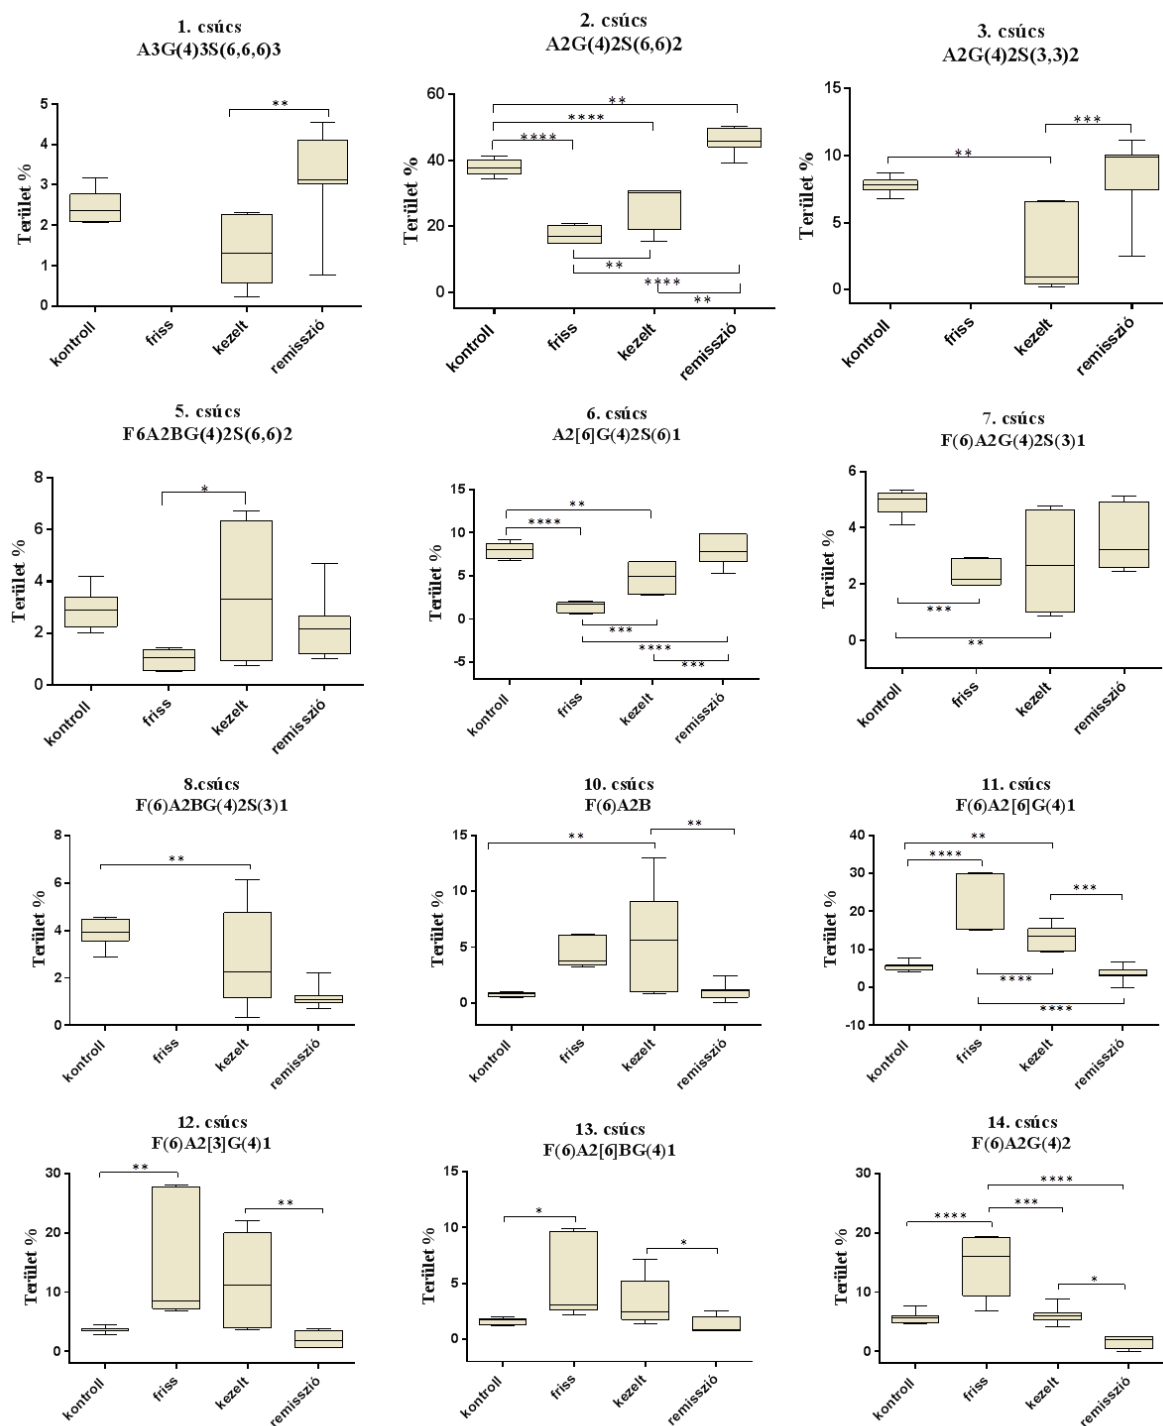 1. csúcs
A3G(4)3S(6,6,6)3
Terület %
5
4
3
2
1
0
**
kontroll
friss
kezelt
remisszió
2. csúcs
A2G(4)2S(6,6)2
Terület %
60
40
20
0
**
****
****
**
****
**
kontroll
friss
kezelt
remisszió
3. csúcs
A2G(4)2S(3,3)2
Terület %
15
10
5
0
***
**
kontroll
friss
kezelt
remisszió
5. csúcs
F6A2BG(4)2S(6,6)2
Terület %
8
6
4
2
0
*
kontroll
friss
kezelt
remisszió
6. csúcs
A2[6]G(4)2S(6)1
Terület %
15
10
5
0
-5
**
****
***
****
***
kontroll
friss
kezelt
remisszió
7. csúcs
F(6)A2G(4)2S(3)1
Terület %
6
4
2
0
***
**
kontroll
friss
kezelt
remisszió
8.csúcs
F(6)A2BG(4)2S(3)1
Terület %
8
6
4
2
0
**
kontroll
friss
kezelt
remisszió
10. csúcs
F(6)A2B
Terület %
15
10
5
0
**
**
kontroll
friss
kezelt
remisszió
11. csúcs
F(6)A2[6]G(4)1
Terület %
40
30
20
10
0
-10
**
****
***
****
****
kontroll
friss
kezelt
remisszió
12. csúcs
F(6)A2[3]G(4)1
Terület %
30
20
10
0
**
**
kontroll
friss
kezelt
remisszió
13. csúcs
F(6)A2[6]BG(4)1
Terület %
15
10
5
0
*
*
kontroll
friss
kezelt
remisszió
14. csúcs
F(6)A2G(4)2
Terület %
30
20
10
0
****
***
****
*
kontroll
friss
kezelt
remisszió